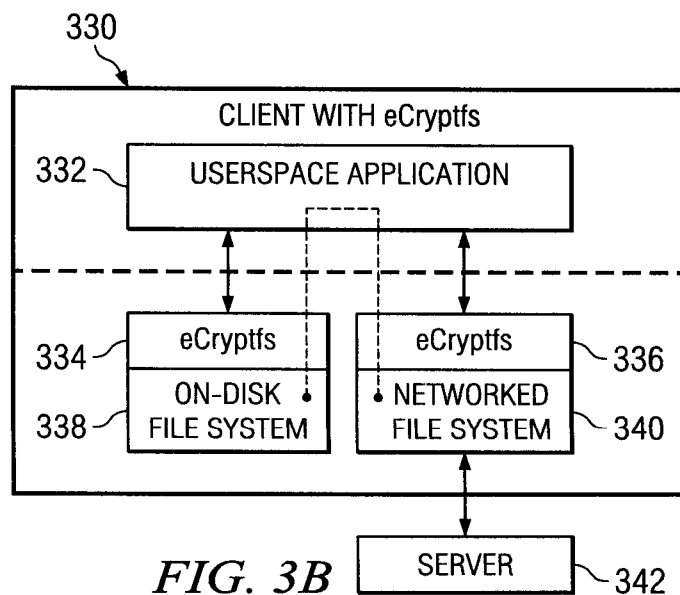 330
CLIENT WITH eCryptfs
332
USERSPACE APPLICATION
334
eCryptfs
eCryptfs
336
338
ON-DISK
FILE SYSTEM
NETWORKED
FILE SYSTEM
340
FIG. 3B
SERVER
342